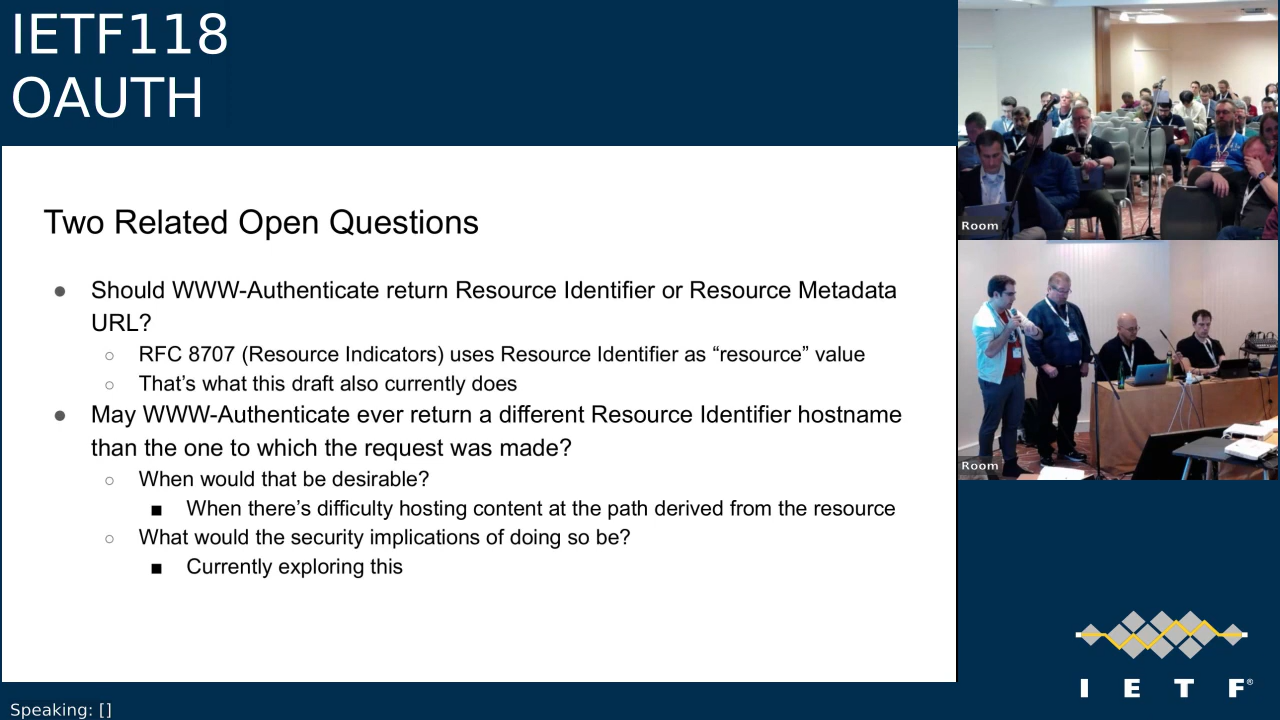 IETF118
OAUTH
Two Related Open Questions
● Should WWW-Authenticate return Resource Identifier or Resource Metadata
URL?
○ RFC 8707 (Resource Indicators) uses Resource Identifier as “resource” value
○ That’s what this draft also currently does
● May WWW-Authenticate ever return a different Resource Identifier hostname
than the one to which the request was made?
○ When would that be desirable?
■ When there’s difficulty hosting content at the path derived from the resource
○ What would the security implications of doing so be?
■ Currently exploring this
Room
Room
I E T F®
Speaking: []